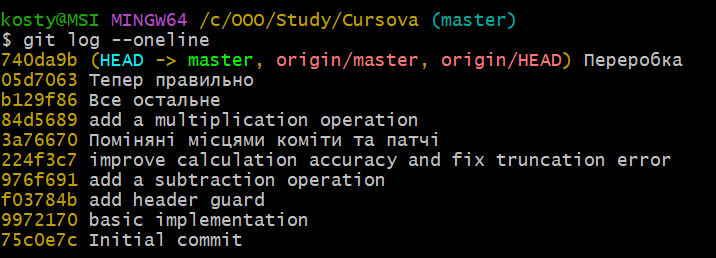 kosty@MSI MINGW64 /c/OOO/Study/Cursova (master)
$ git log --oneline
740da9b (HEAD -> master, origin/master, origin/HEAD) Переробка
05d7063 Тепер правильно
b129f86 Все остальне
84d5689 add a multiplication operation
3a76670 Поміняні місцями коміти та патчі
224f3c7 improve calculation accuracy and fix truncation error
976f691 add a subtraction operation
f03784b add header guard
9972170 basic implementation
75c0e7c Initial commit